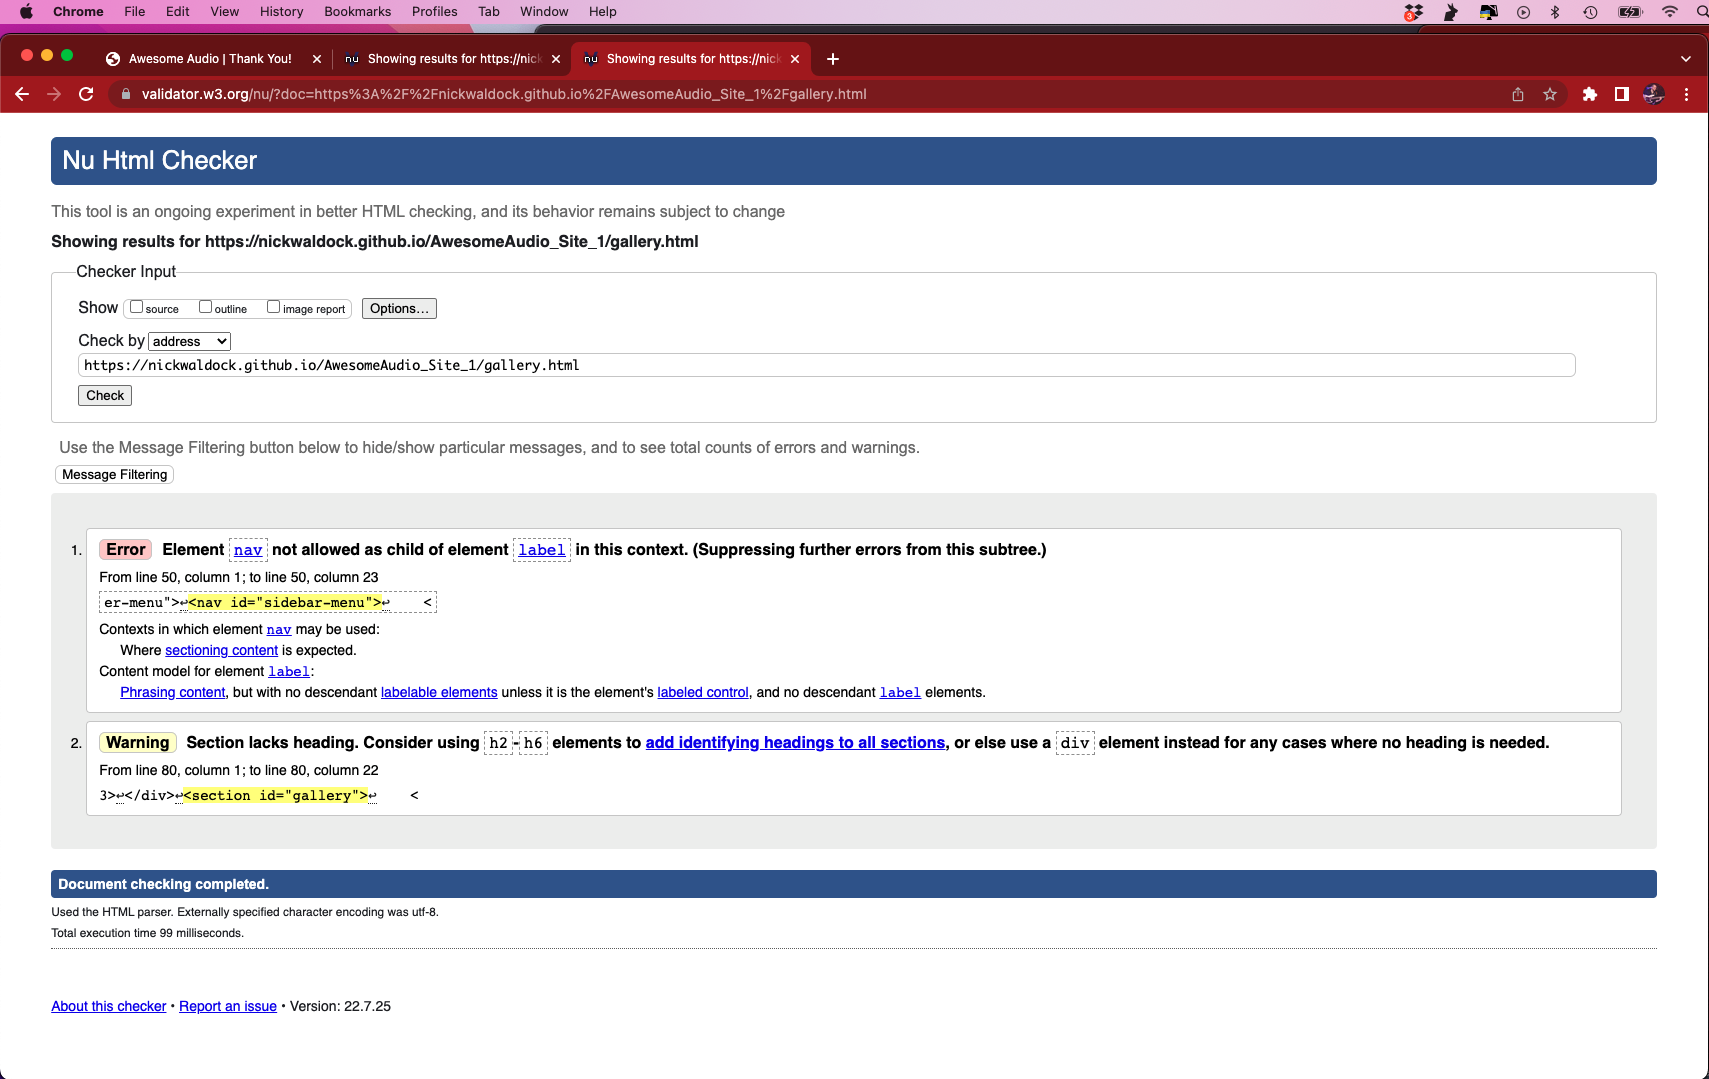 Chrome File Edit View History Bookmarks Profiles Tab Window Help
3
Awesome Audio | Thank You!
nu Showing results for https://nick
nu Showing results for https://nick
validator.w3.org/nu/?doc=https%3A%2F%2Fnickwaldock.github.io%2FAwesomeAudio_Site_1%2Fgallery.html
Nu Html Checker
This tool is an ongoing experiment in better HTML checking, and its behavior remains subject to change
Showing results for https://nickwaldock.github.io/AwesomeAudio_Site_1/gallery.html
Checker Input
Show source outline image report Options...
Check by address
https://nickwaldock.github.io/AwesomeAudio_Site_1/gallery.html
Check
Use the Message Filtering button below to hide/show particular messages, and to see total counts of errors and warnings.
Message Filtering
1. Error Element nav not allowed as child of element label in this context. (Suppressing further errors from this subtree.)
From line 50, column 1; to line 50, column 23
er-menu">↩<nav id="sidebar-menu">↩    <
Contexts in which element nav may be used:
Where sectioning content is expected.
Content model for element label:
Phrasing content, but with no descendant labelable elements unless it is the element's labeled control, and no descendant label elements.
2. Warning Section lacks heading. Consider using h2-h6 elements to add identifying headings to all sections, or else use a div element instead for any cases where no heading is needed.
From line 80, column 1; to line 80, column 22
3>↩</div>↩<section id="gallery">↩    <
Document checking completed.
Used the HTML parser. Externally specified character encoding was utf-8.
Total execution time 99 milliseconds.
About this checker • Report an issue • Version: 22.7.25